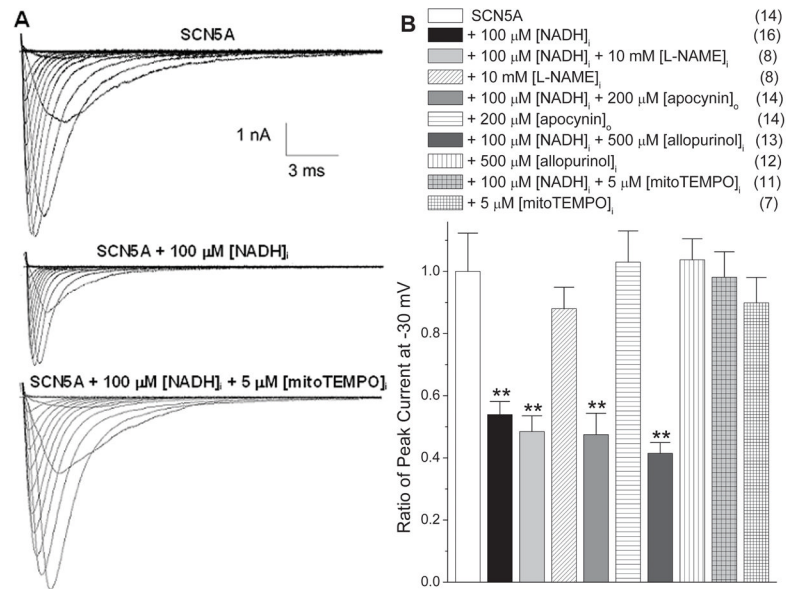 A
SCN5A
1 nA
3 ms
SCN5A + 100 µM [NADH]i
SCN5A + 100 µM [NADH]i + 5 µM [mitoTEMPO]i
B
SCN5A (14)
+ 100 µM [NADH]i (16)
+ 100 µM [NADH]i + 10 mM [L-NAME]i (8)
+ 10 mM [L-NAME]i (8)
+ 100 µM [NADH]i + 200 µM [apocynin]o (14)
+ 200 µM [apocynin]o (14)
+ 100 µM [NADH]i + 500 µM [allopurinol]i (13)
+ 500 µM [allopurinol]i (12)
+ 100 µM [NADH]i + 5 µM [mitoTEMPO]i (11)
+ 5 µM [mitoTEMPO]i (7)
Ratio of Peak Current at -30 mV
1.0
0.8
0.6
0.4
0.2
0.0
**
**
**
**